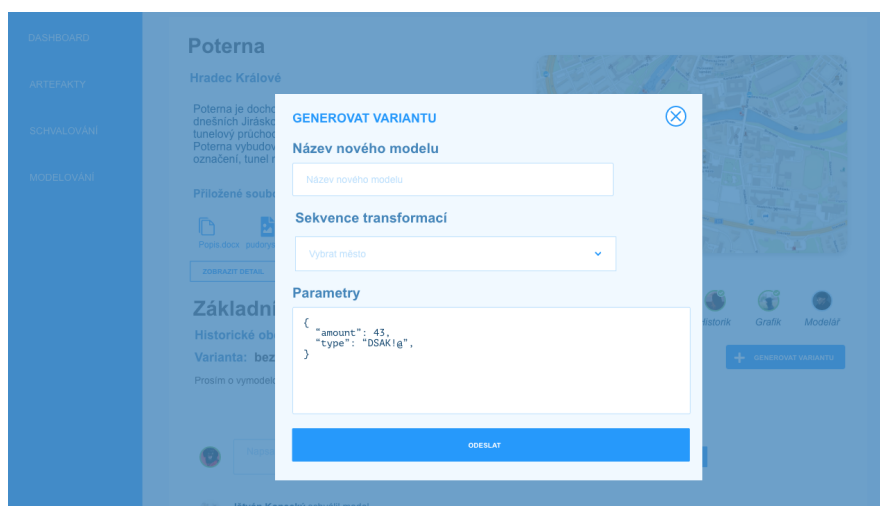 DASHBOARD
ARTEFAKTY
SCHVALOVÁNÍ
MODELOVÁNÍ
Poterna
Hradec Králové
Poterna je docho
dnešních Jirásko
tunelový průchod
Poterna vybudov
označení, tunel
Přiložené soubo
Popis.docx půdorys
ZOBRAZIT DETAIL
Základní
Historické ob
Varianta: bez
Prosím o vymodelo
Historik Grafik Modelář
GENEROVAT VARIANTU
GENEROVAT VARIANTU
Název nového modelu
Název nového modelu
Sekvence transformací
Vybrat město
Parametry
{
"amount": 43,
"type": "DSAK!@",
}
ODESLAT